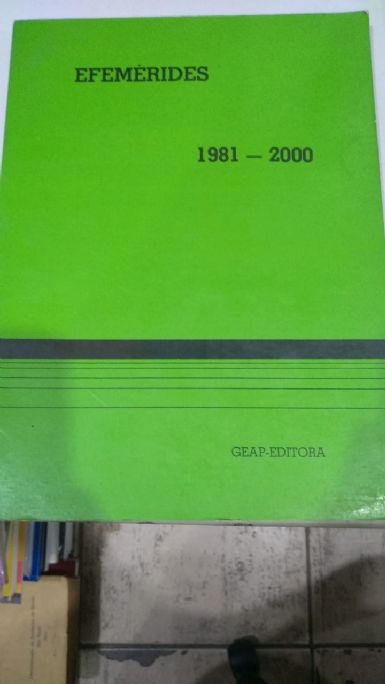 EFEMÉRIDES
1981 — 2000
GEAP-EDITORA